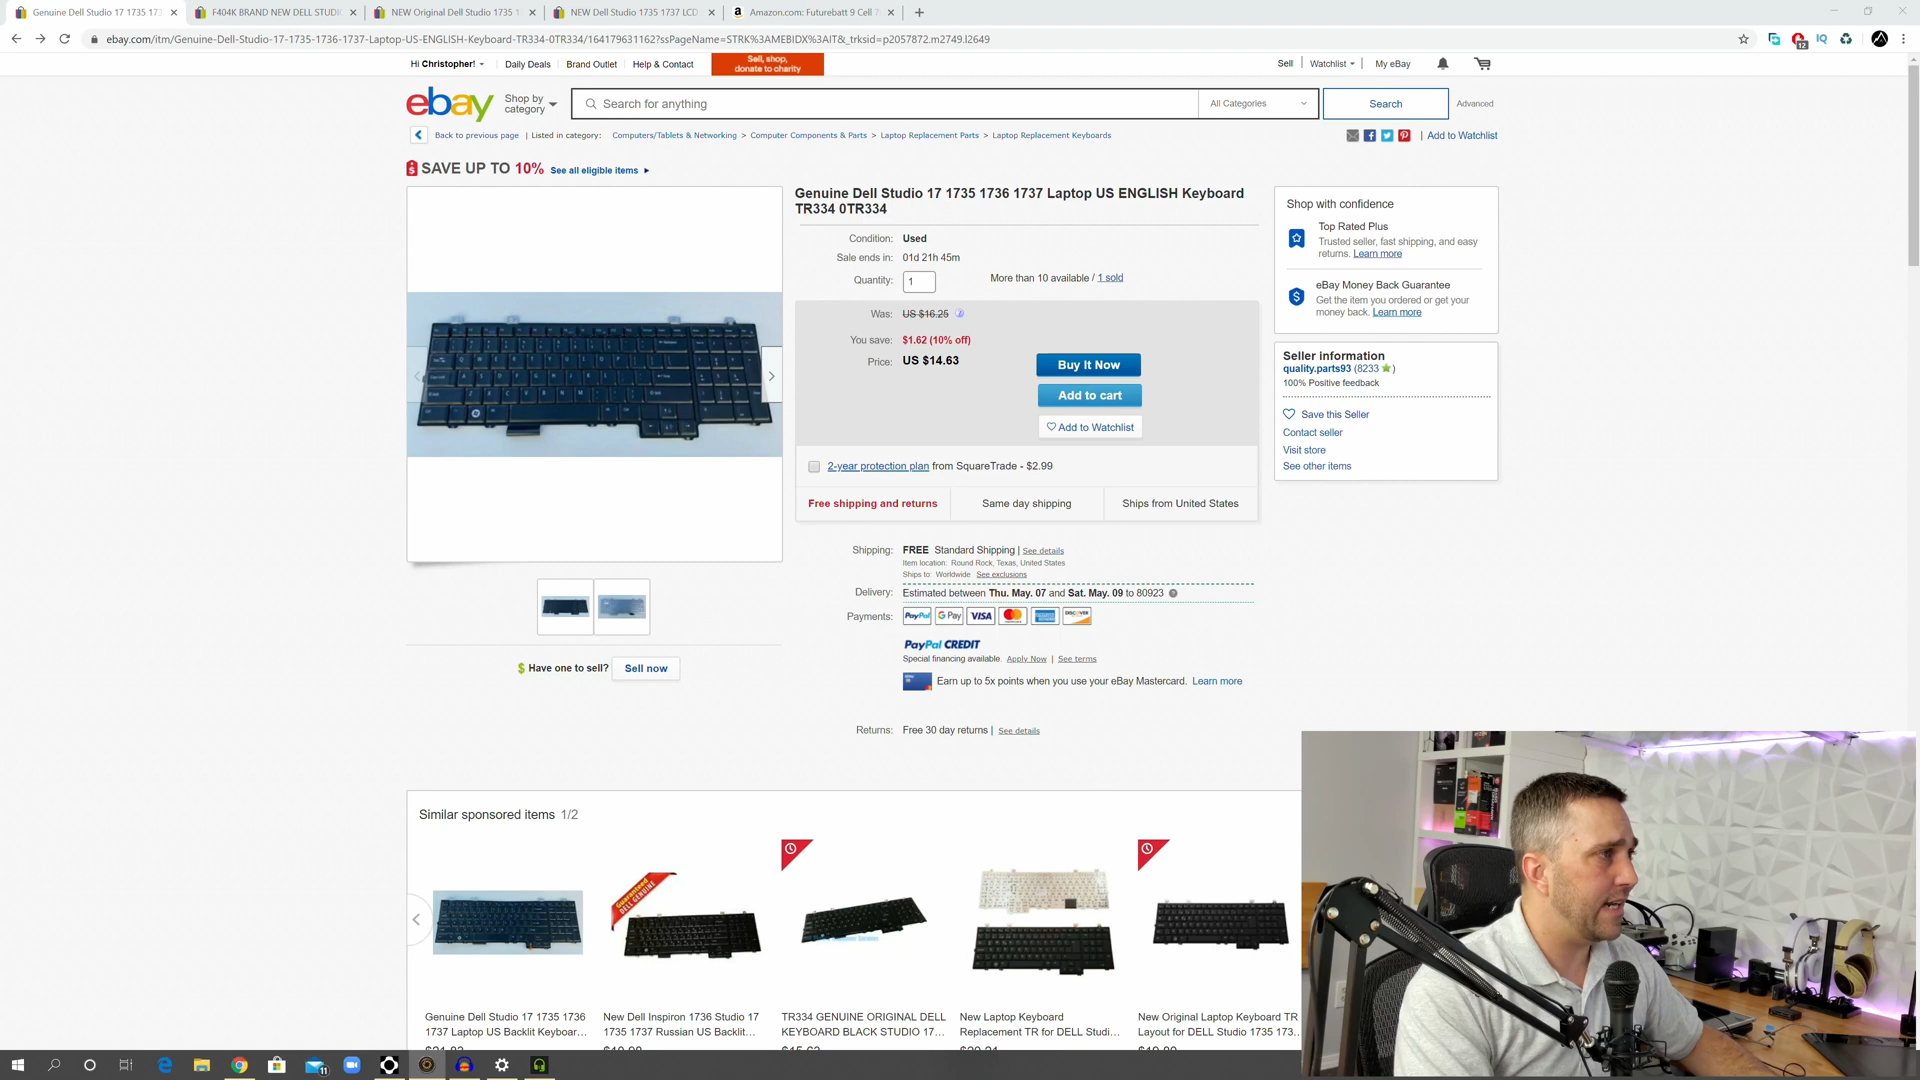 Genuine Dell Studio 17 1735 173
F404K BRAND NEW DELL STUDI
NEW Original Dell Studio 1735 1
NEW Dell Studio 1735 1737 LCD
Amazon.com: Futurebatt 9 Cell 7
ebay.com/itm/Genuine-Dell-Studio-17-1735-1736-1737-Laptop-US-ENGLISH-Keyboard-TR334-0TR334/164179631162?ssPageName=STRK%3AMEBIDX%3AIT&_trksid=p2057872.m2749.l2649
12
IQ
Hi Christopher!
Daily Deals
Brand Outlet
Help & Contact
Sell, shop,
donate to charity
Sell
Watchlist
My eBay
ebay
Shop by
category
Search for anything
All Categories
Search
Advanced
Back to previous page | Listed in category: Computers/Tablets & Networking > Computer Components & Parts > Laptop Replacement Parts > Laptop Replacement Keyboards
| Add to Watchlist
SAVE UP TO 10% See all eligible items
Genuine Dell Studio 17 1735 1736 1737 Laptop US ENGLISH Keyboard
TR334 0TR334
Condition: Used
Sale ends in: 01d 21h 45m
Quantity: 1
More than 10 available / 1 sold
Was: US $16.25
You save: $1.62 (10% off)
Price: US $14.63
Buy It Now
Add to cart
Add to Watchlist
2-year protection plan from SquareTrade - $2.99
Free shipping and returns
Same day shipping
Ships from United States
Shipping: FREE Standard Shipping | See details
Item location: Round Rock, Texas, United States
Ships to: Worldwide See exclusions
Delivery: Estimated between Thu. May. 07 and Sat. May. 09 to 80923
Payments: PayPal G Pay VISA
DISCOVER
PayPal CREDIT
Special financing available. Apply Now | See terms
Earn up to 5x points when you use your eBay Mastercard. Learn more
Returns: Free 30 day returns | See details
Shop with confidence
Top Rated Plus
Trusted seller, fast shipping, and easy
returns. Learn more
eBay Money Back Guarantee
Get the item you ordered or get your
money back. Learn more
Seller information
quality.parts93 (8233 )
100% Positive feedback
Save this Seller
Contact seller
Visit store
See other items
Have one to sell? Sell now
Similar sponsored items 1/2
Guaranteed
DELL GENUINE
Genuine Dell Studio 17 1735 1736
1737 Laptop US Backlit Keyboar...
New Dell Inspiron 1736 Studio 17
1735 1737 Russian US Backlit...
TR334 GENUINE ORIGINAL DELL
KEYBOARD BLACK STUDIO 17...
New Laptop Keyboard
Replacement TR for DELL Studi...
New Original Laptop Keyboard TR
Layout for DELL Studio 1735 173...
11